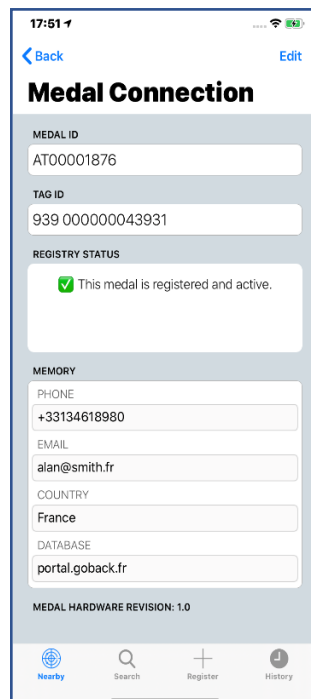 17:51
Back
Edit
Medal Connection
MEDAL ID
AT00001876
TAG ID
939 000000043931
REGISTRY STATUS
✅ This medal is registered and active.
MEMORY
PHONE
+33134618980
EMAIL
alan@smith.fr
COUNTRY
France
DATABASE
portal.goback.fr
MEDAL HARDWARE REVISION: 1.0
Nearby
Search
Register
History